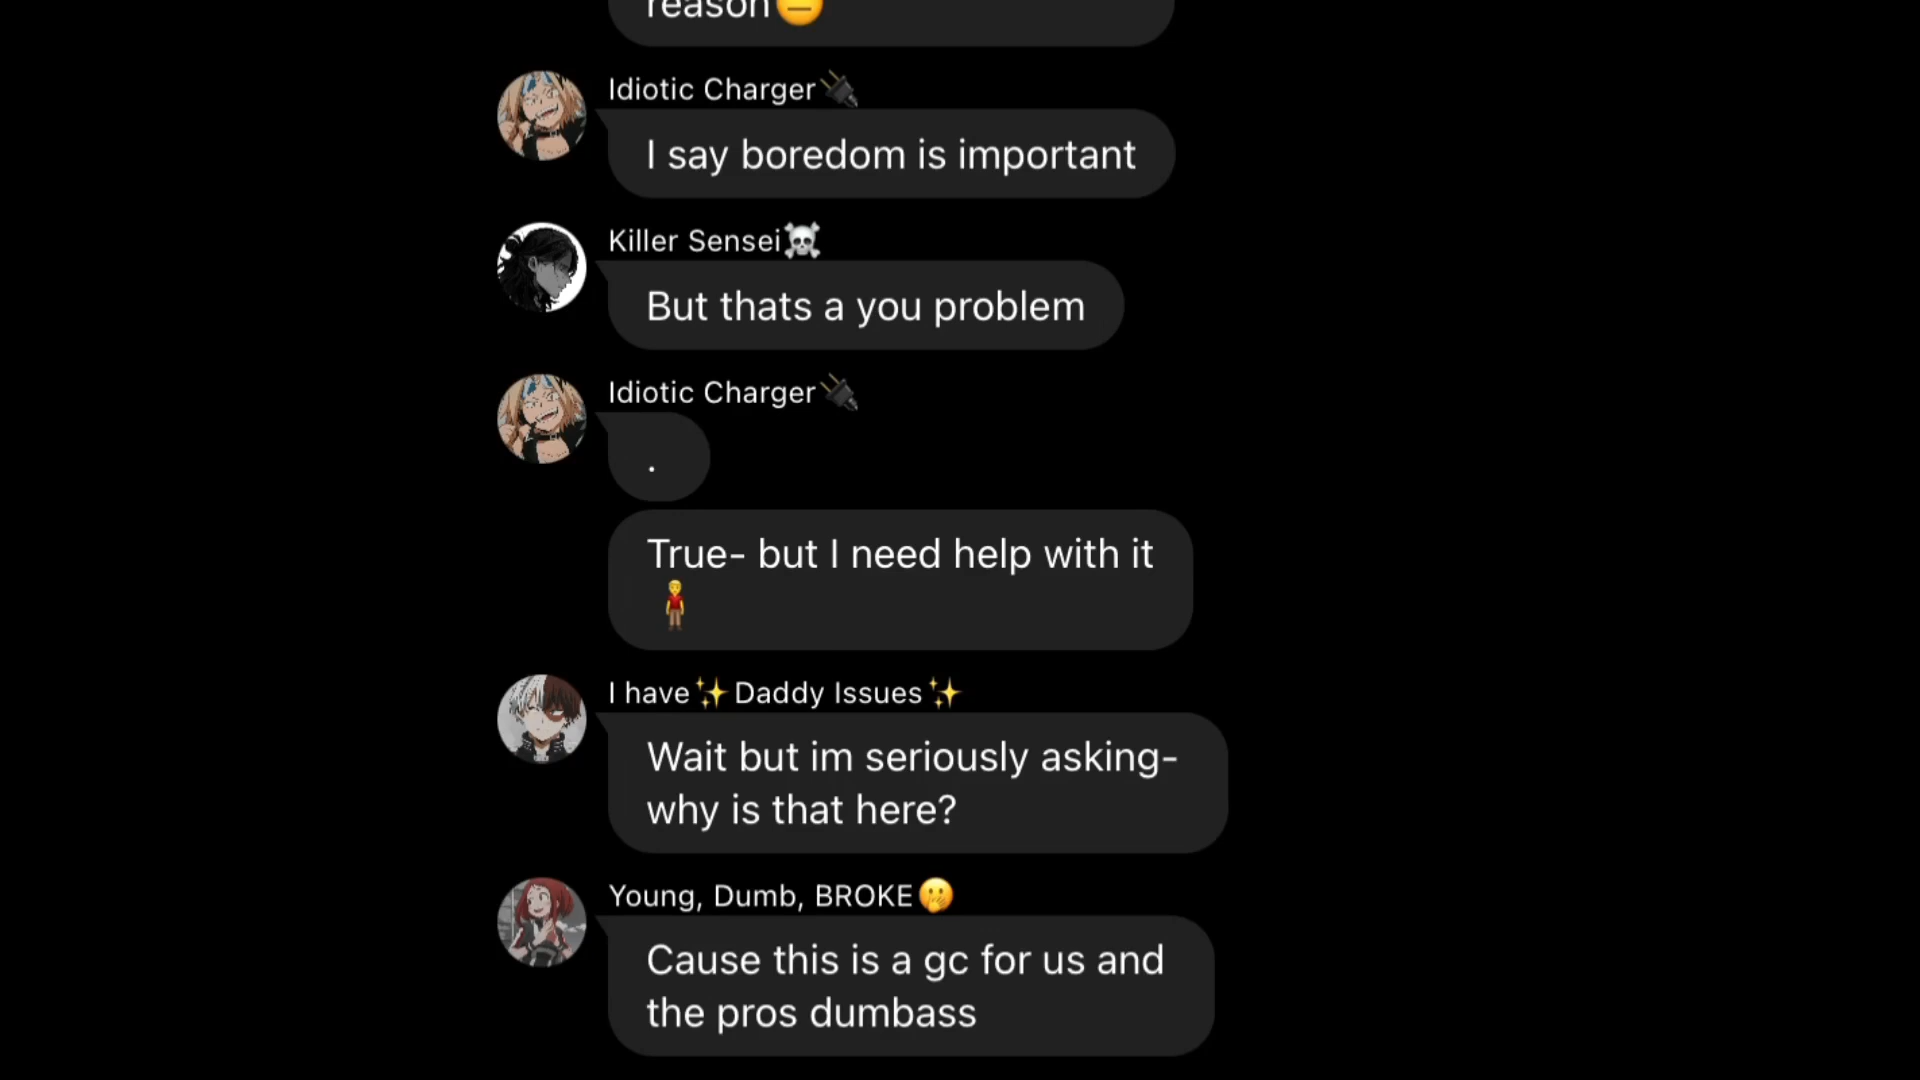 reason😑
Idiotic Charger🔌
I say boredom is important
Killer Sensei☠️
But thats a you problem
Idiotic Charger🔌
.
True- but I need help with it
🧍‍♂️
I have✨Daddy Issues✨
Wait but im seriously asking-
why is that here?
Young, Dumb, BROKE🤭
Cause this is a gc for us and
the pros dumbass